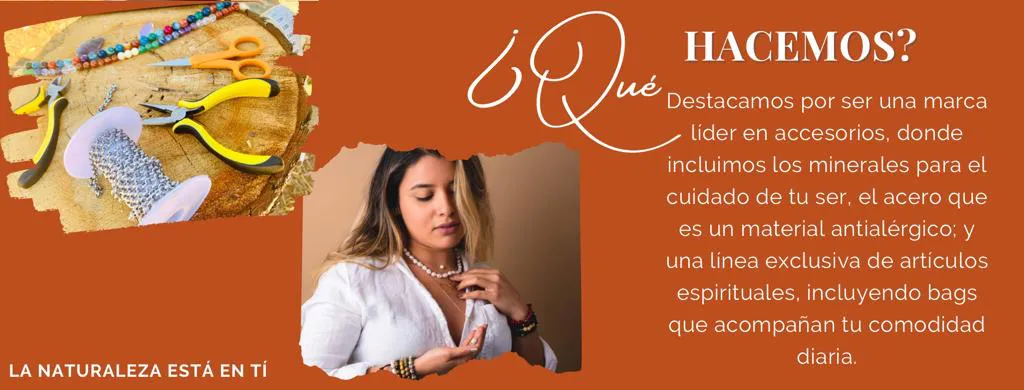 ¿Qué HACEMOS?
Destacamos por ser una marca
líder en accesorios, donde
incluimos los minerales para el
cuidado de tu ser, el acero que
es un material antialérgico; y
una línea exclusiva de artículos
espirituales, incluyendo bags
que acompañan tu comodidad
diaria.
LA NATURALEZA ESTÁ EN TÍ